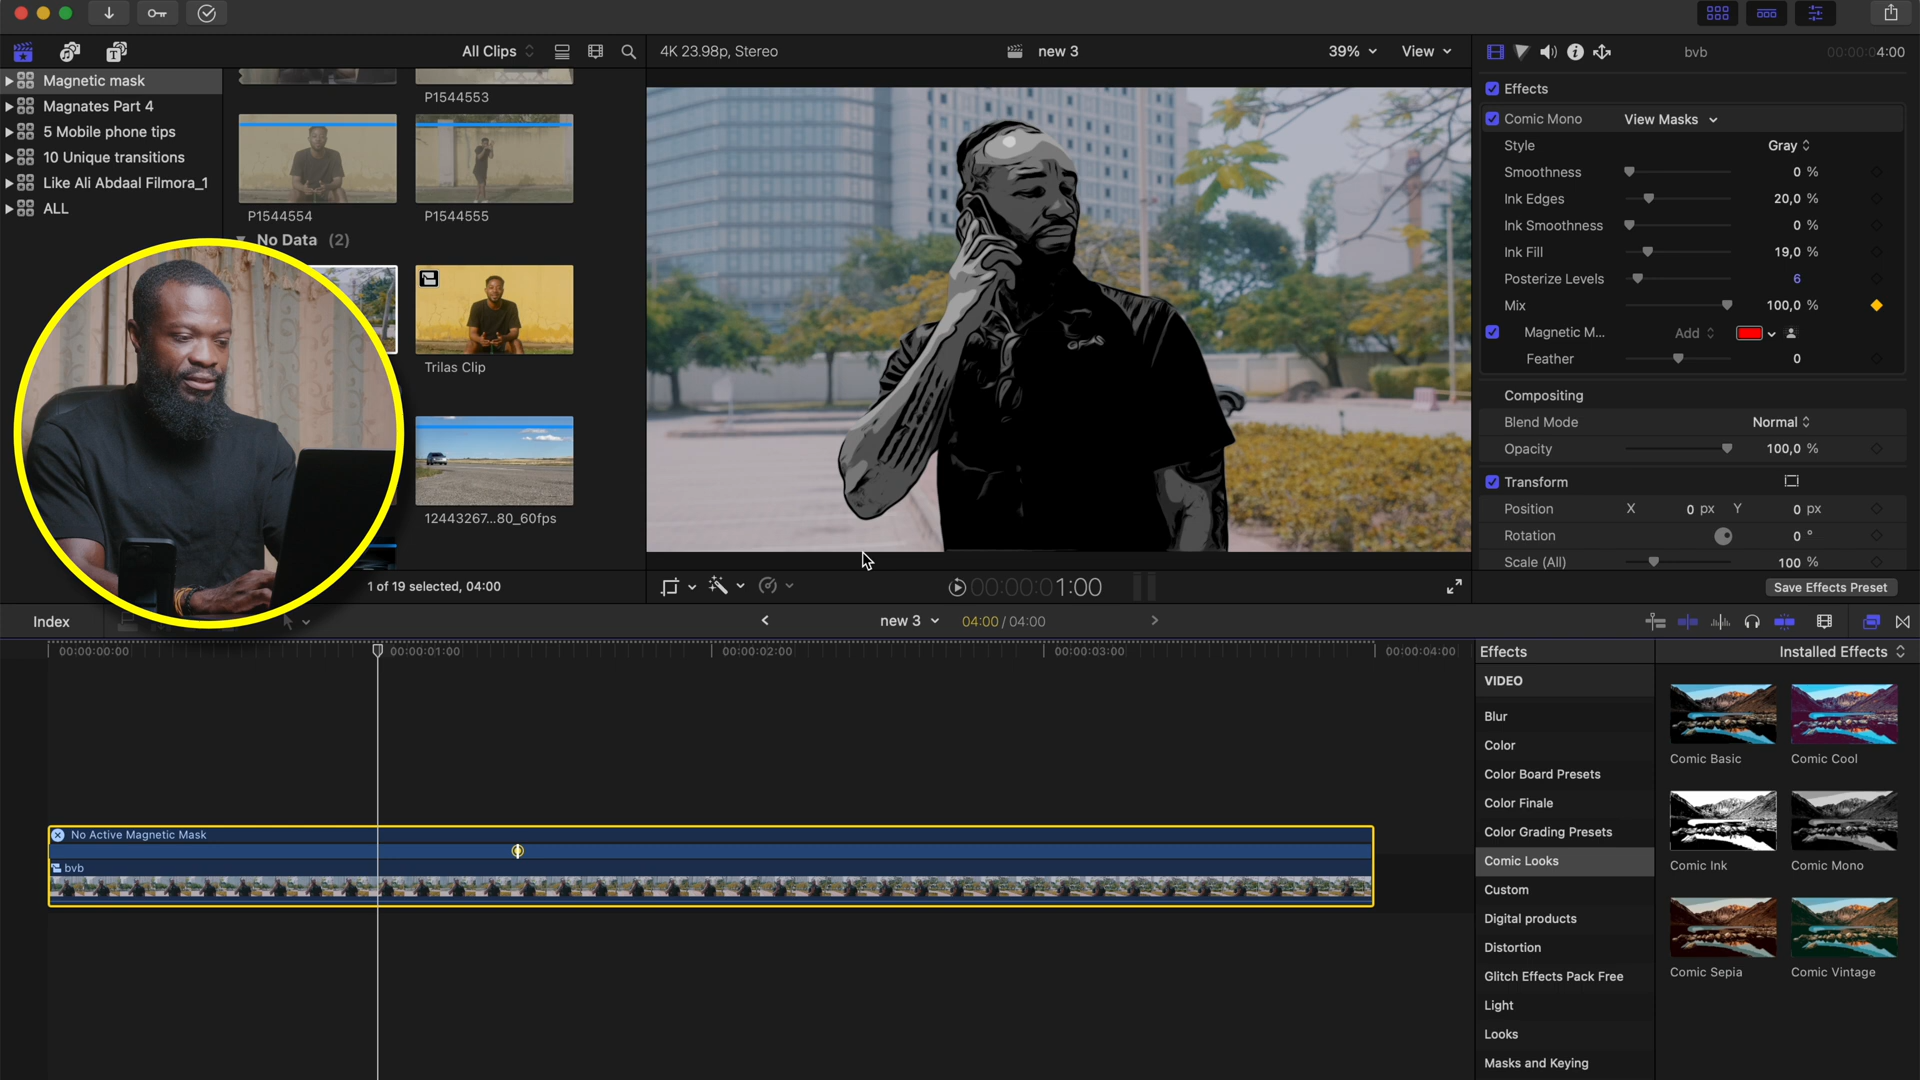 All Clips
4K 23.98p, Stereo
new 3
39%
View
bvb
00:00:04:00
Magnetic mask
Magnates Part 4
5 Mobile phone tips
10 Unique transitions
Like Ali Abdaal Filmora_1
ALL
P1544553
P1544554
P1544555
No Data (2)
Trilas Clip
12443267...80_60fps
1 of 19 selected, 04:00
Effects
Comic Mono
View Masks
Style
Gray
Smoothness
0 %
Ink Edges
20,0 %
Ink Smoothness
0 %
Ink Fill
19,0 %
Posterize Levels
6
Mix
100,0 %
Magnetic M...
Add
Feather
0
Compositing
Blend Mode
Normal
Opacity
100,0 %
Transform
Position
X 0 px Y 0 px
Rotation
0 °
Scale (All)
100 %
00:00:01:00
Save Effects Preset
Index
new 3
04:00 / 04:00
00:00:00:00
00:00:01:00
00:00:02:00
00:00:03:00
00:00:04:00
No Active Magnetic Mask
bvb
Effects
Installed Effects
VIDEO
Blur
Color
Color Board Presets
Color Finale
Color Grading Presets
Comic Looks
Custom
Digital products
Distortion
Glitch Effects Pack Free
Light
Looks
Masks and Keying
Comic Basic
Comic Cool
Comic Ink
Comic Mono
Comic Sepia
Comic Vintage